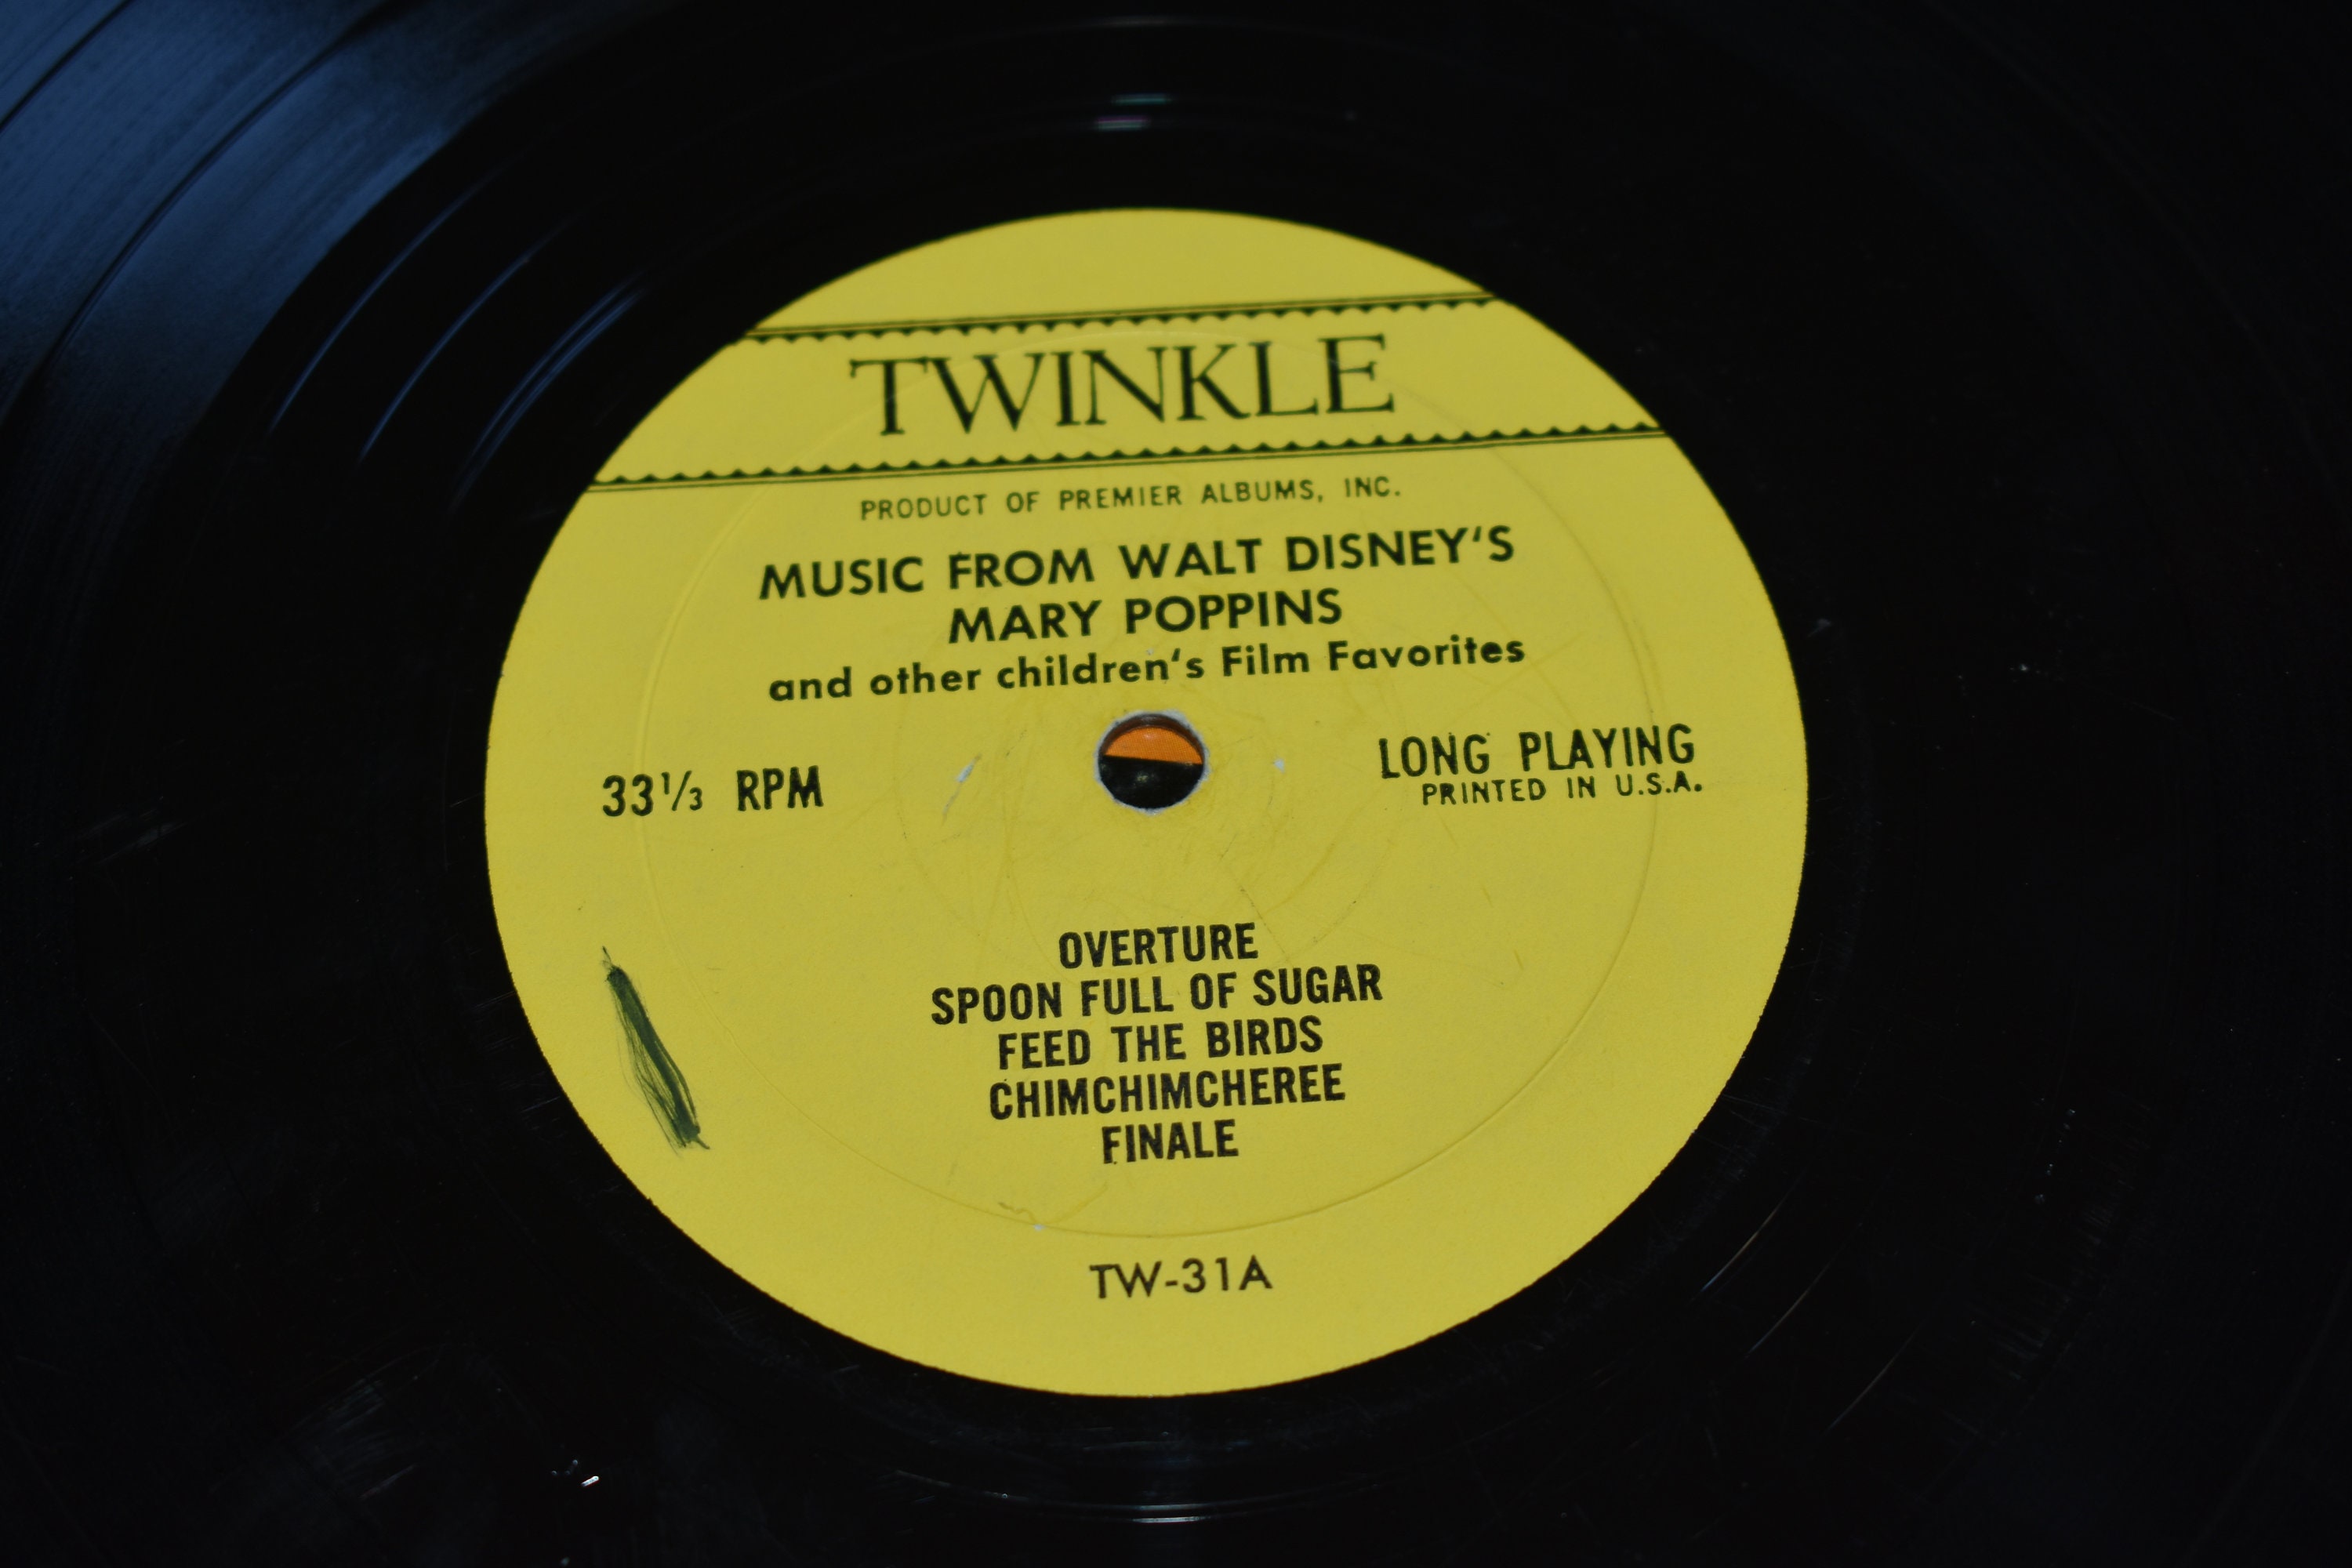 TWINKLE
PRODUCT OF PREMIER ALBUMS, INC.
MUSIC FROM WALT DISNEY'S
MARY POPPINS
and other children's Film Favorites
33⅓ RPM
LONG PLAYING
PRINTED IN U.S.A.
OVERTURE
SPOON FULL OF SUGAR
FEED THE BIRDS
CHIMCHIMCHEREE
FINALE
TW-31A